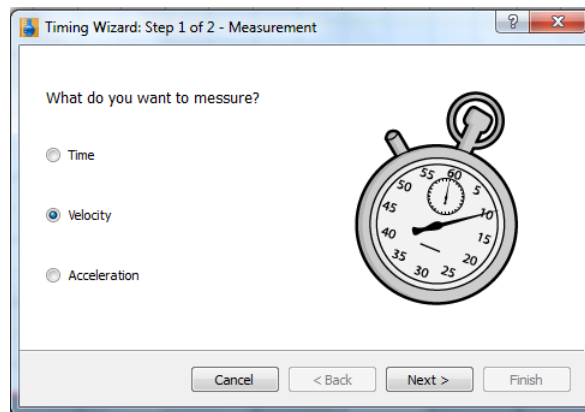 Timing Wizard: Step 1 of 2 - Measurement
What do you want to messure?
Time
Velocity
Acceleration
60
5
10
15
20
25
30
35
40
45
50
55
Cancel
< Back
Next >
Finish